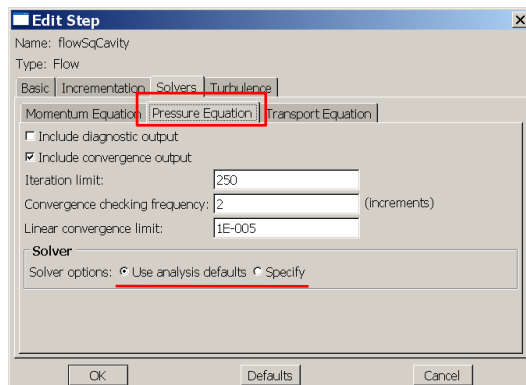 Edit Step
Name: flowSqCavity
Type: Flow
Basic Incrementation Solvers Turbulence
Momentum Equation Pressure Equation Transport Equation
Include diagnostic output
Include convergence output
Iteration limit: 250
Convergence checking frequency: 2 (increments)
Linear convergence limit: 1E-005
Solver
Solver options: Use analysis defaults Specify
OK Defaults Cancel